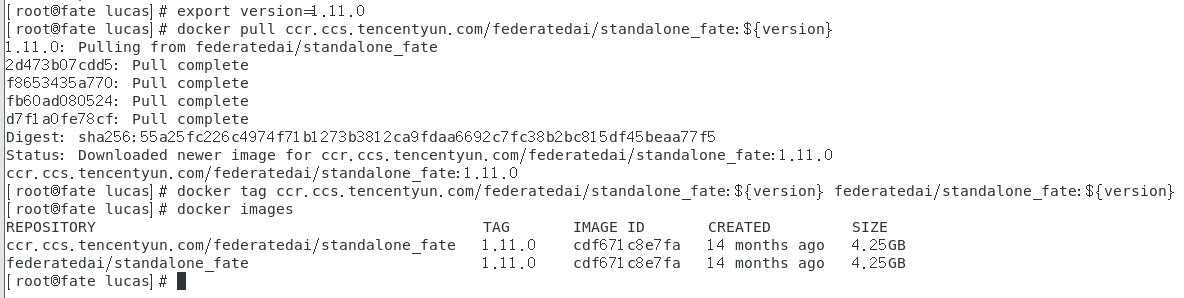 [root@fate lucas]# export version=1.11.0
[root@fate lucas]# docker pull ccr.ccs.tencentyun.com/federatedai/standalone_fate:${version}
1.11.0: Pulling from federatedai/standalone_fate
2d473b07cdd5: Pull complete
f8653435a770: Pull complete
fb60ad080524: Pull complete
d7f1a0fe78cf: Pull complete
Digest: sha256:55a25fc226c4974f71b1273b3812ca9fdaa6692c7fc38b2bc815df45beaa77f5
Status: Downloaded newer image for ccr.ccs.tencentyun.com/federatedai/standalone_fate:1.11.0
ccr.ccs.tencentyun.com/federatedai/standalone_fate:1.11.0
[root@fate lucas]# docker tag ccr.ccs.tencentyun.com/federatedai/standalone_fate:${version} federatedai/standalone_fate:${version}
[root@fate lucas]# docker images
REPOSITORY TAG IMAGE ID CREATED SIZE
ccr.ccs.tencentyun.com/federatedai/standalone_fate 1.11.0 cdf671c8e7fa 14 months ago 4.25GB
federatedai/standalone_fate 1.11.0 cdf671c8e7fa 14 months ago 4.25GB
[root@fate lucas]#